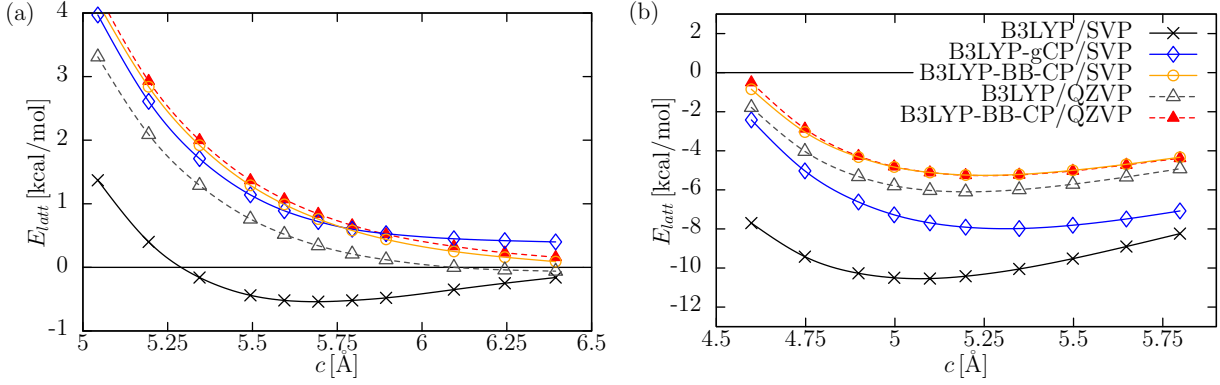 (a)
E_latt [kcal/mol]
4
3
2
1
0
-1
5
5.25
5.5
5.75
6
6.25
6.5
c [Å]
(b)
E_latt [kcal/mol]
2
0
-2
-4
-6
-8
-10
-12
4.5
4.75
5
5.25
5.5
5.75
c [Å]
B3LYP/SVP
B3LYP-gCP/SVP
B3LYP-BB-CP/SVP
B3LYP/QZVP
B3LYP-BB-CP/QZVP